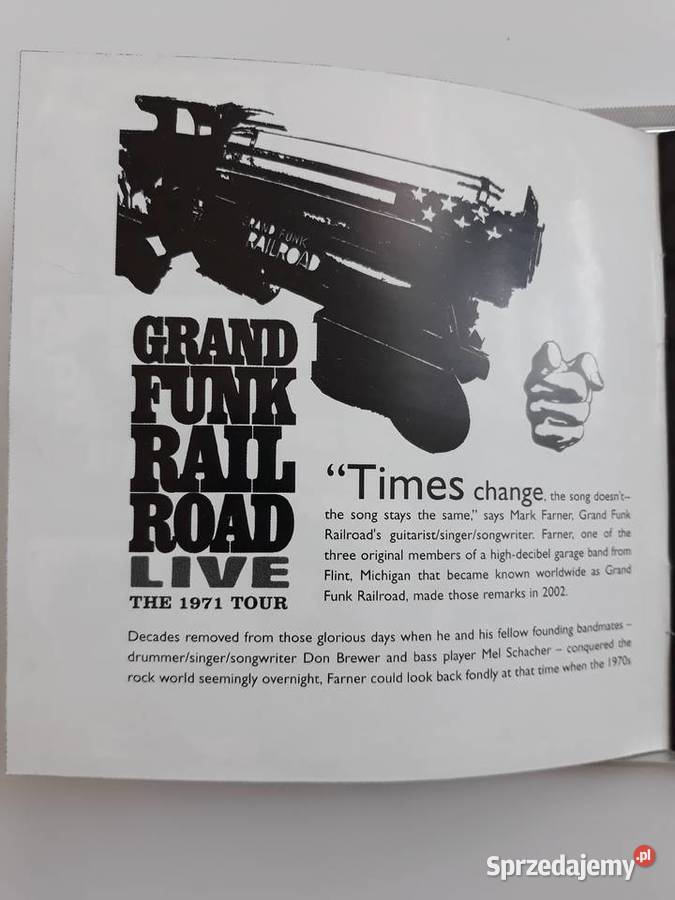 GRAND FUNK
RAILROAD
GRAND
FUNK
RAIL
ROAD
LIVE
THE 1971 TOUR
“Times change, the song doesn't–
the song stays the same,” says Mark Farner, Grand Funk
Railroad's guitarist/singer/songwriter. Farner, one of the
three original members of a high-decibel garage band from
Flint, Michigan that became known worldwide as Grand
Funk Railroad, made those remarks in 2002.
Decades removed from those glorious days when he and his fellow founding bandmates –
drummer/singer/songwriter Don Brewer and bass player Mel Schacher – conquered the
rock world seemingly overnight, Farner could look back fondly at that time when the 1970s
Sprzedajemy.pl